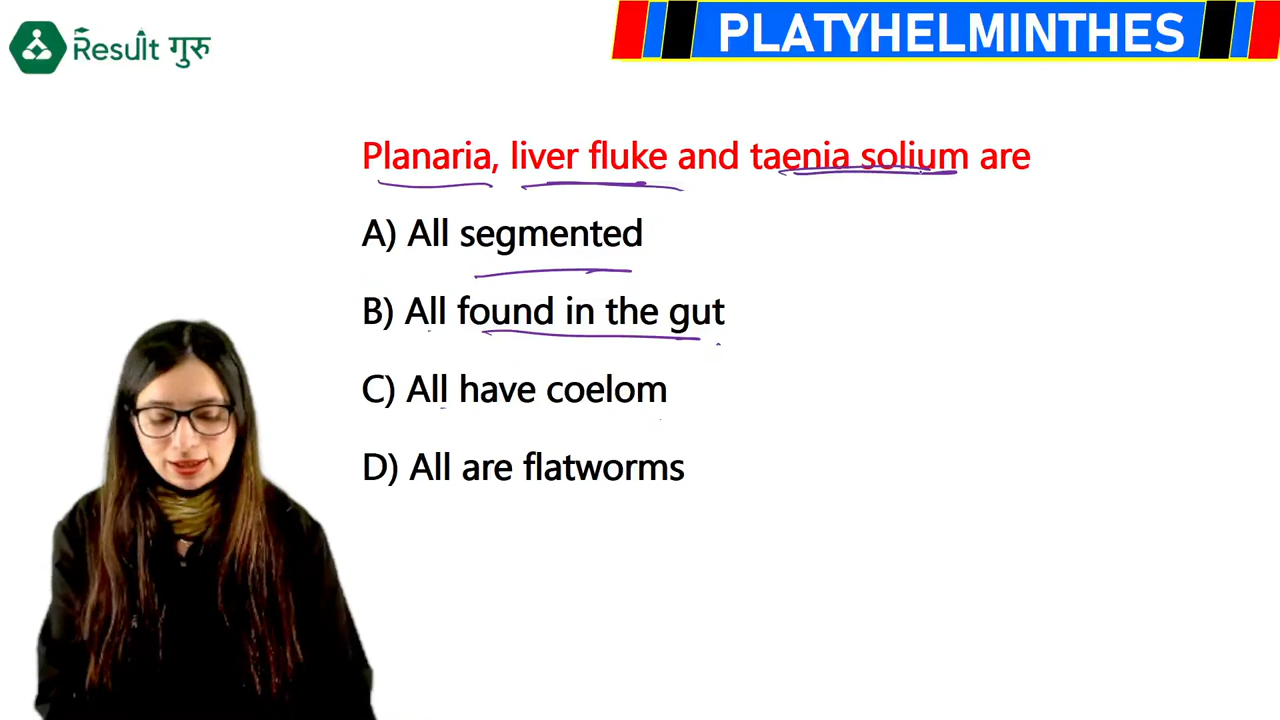 Result गुरु
PLATYHELMINTHES
Planaria, liver fluke and taenia solium are
A) All segmented
B) All found in the gut
C) All have coelom
D) All are flatworms